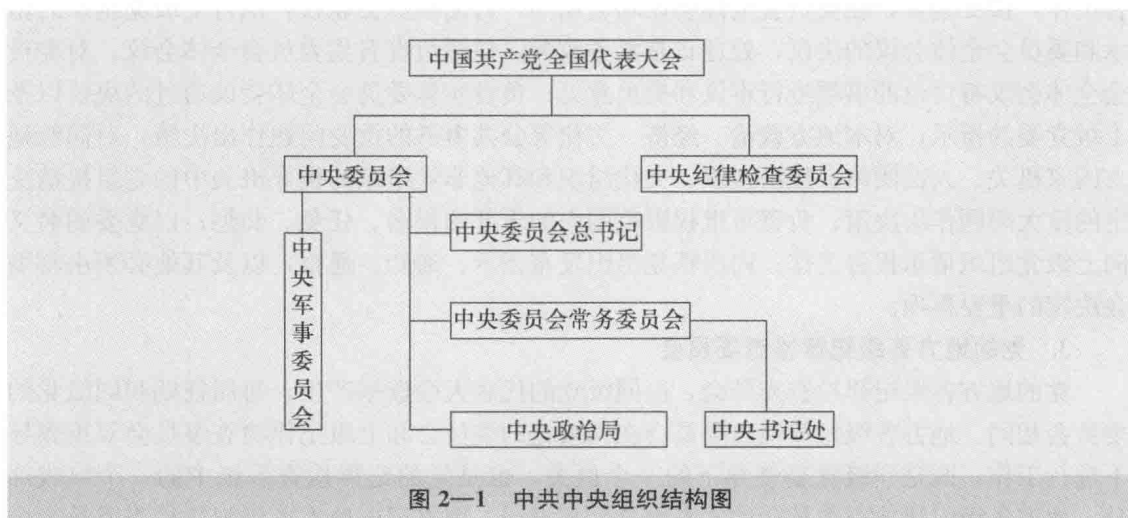 中国共产党全国代表大会
中央委员会
中央纪律检查委员会
中央军事委员会
中央委员会总书记
中央委员会常务委员会
中央政治局
中央书记处
图 2—1 中共中央组织结构图